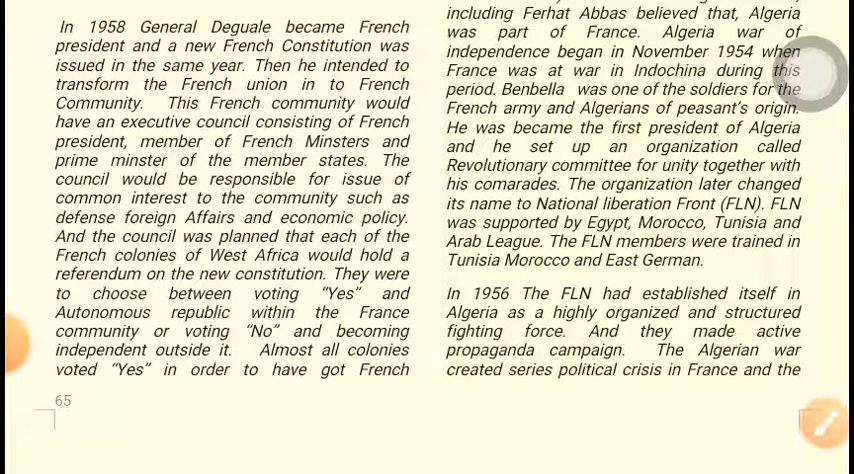 In 1958 General Deguale became French
president and a new French Constitution was
issued in the same year. Then he intended to
transform the French union in to French
Community. This French community would
have an executive council consisting of French
president, member of French Minsters and
prime minster of the member states. The
council would be responsible for issue of
common interest to the community such as
defense foreign Affairs and economic policy.
And the council was planned that each of the
French colonies of West Africa would hold a
referendum on the new constitution. They were
to choose between voting “Yes” and
Autonomous republic within the France
community or voting “No” and becoming
independent outside it. Almost all colonies
voted “Yes” in order to have got French
65
including Ferhat Abbas believed that, Algeria
was part of France. Algeria war of
independence began in November 1954 when
France was at war in Indochina during this
period. Benbella was one of the soldiers for the
French army and Algerians of peasant’s origin.
He was became the first president of Algeria
and he set up an organization called
Revolutionary committee for unity together with
his comarades. The organization later changed
its name to National liberation Front (FLN). FLN
was supported by Egypt, Morocco, Tunisia and
Arab League. The FLN members were trained in
Tunisia Morocco and East German.
In 1956 The FLN had established itself in
Algeria as a highly organized and structured
fighting force. And they made active
propaganda campaign. The Algerian war
created series political crisis in France and the